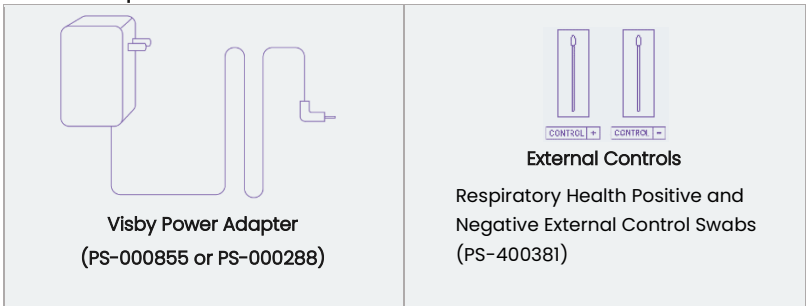 Visby Power Adapter
(PS-000855 or PS-000288)
CONTROL +
CONTROL -
External Controls
Respiratory Health Positive and
Negative External Control Swabs
(PS-400381)